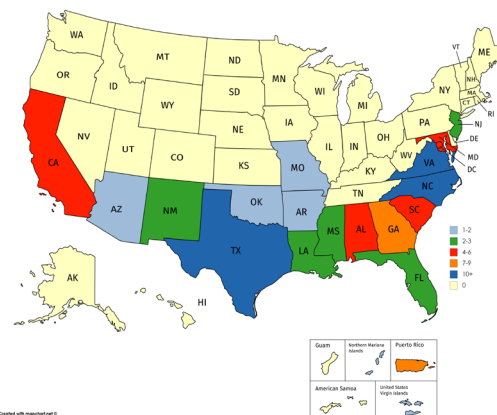 WA
MT
ND
MN
VT
ME
OR
ID
SD
WI
MI
NY
NH
MA
CT
RI
WY
NE
IA
PA
NJ
NV
UT
CO
IL
IN
OH
DE
CA
KS
MO
KY
WV
VA
MD
DC
AZ
NM
OK
AR
TN
NC
TX
LA
MS
AL
GA
SC
FL
AK
HI
1-2
2-3
4-6
7-9
10+
0
Guam
Northern Mariana
Islands
Puerto Rico
American Samoa
United States
Virgin Islands
Created with mapchart.net ©